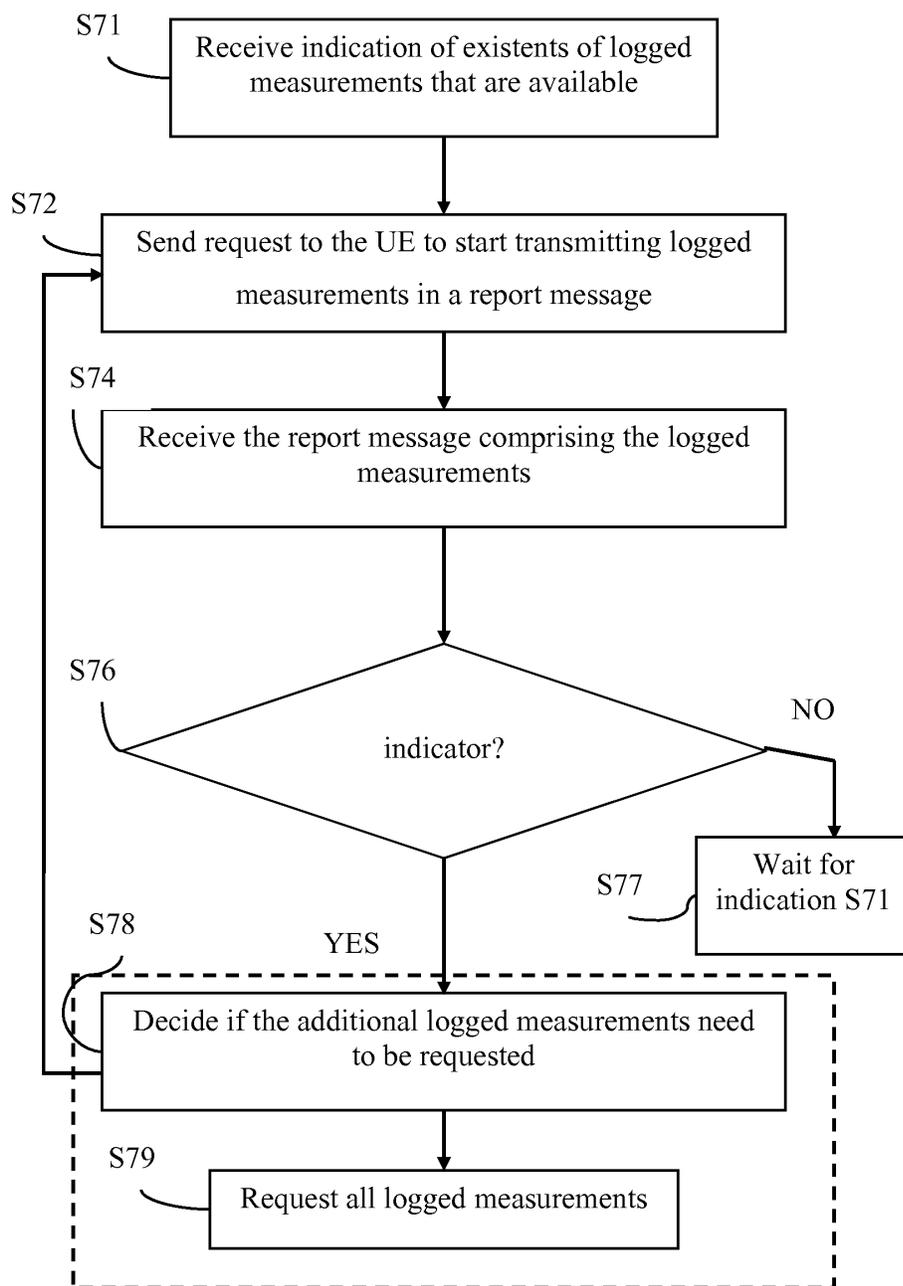 S71
Receive indication of existents of logged
measurements that are available
S72
Send request to the UE to start transmitting logged
measurements in a report message
S74
Receive the report message comprising the logged
measurements
S76
indicator?
NO
S77
Wait for
indication S71
S78
YES
Decide if the additional logged measurements need
to be requested
S79
Request all logged measurements